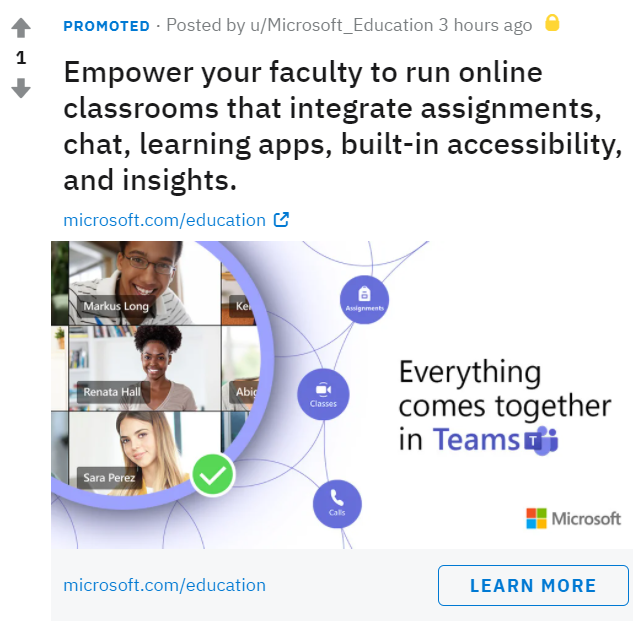 PROMOTED · Posted by u/Microsoft_Education 3 hours ago
1
Empower your faculty to run online
classrooms that integrate assignments,
chat, learning apps, built-in accessibility,
and insights.
microsoft.com/education
Markus Long
Renata Hall
Sara Perez
Assignments
Classes
Calls
Everything
comes together
in Teams
T
Microsoft
microsoft.com/education
LEARN MORE